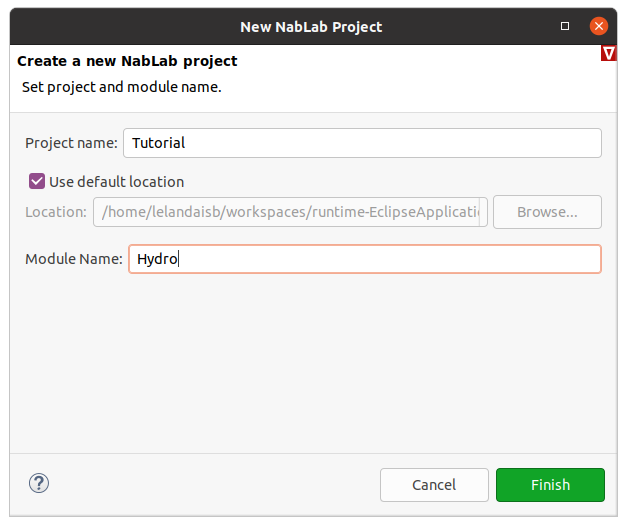 New NabLab Project
Create a new NabLab project
Set project and module name.
Project name: Tutorial
Use default location
Location: /home/lelandaisb/workspaces/runtime-EclipseApplicati Browse...
Module Name: Hydro
? Cancel Finish